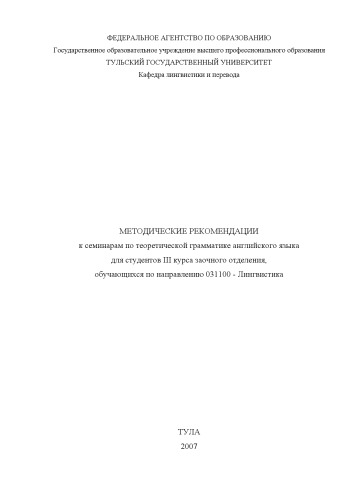 ФЕДЕРАЛЬНОЕ АГЕНТСТВО ПО ОБРАЗОВАНИЮ
Государственное образовательное учреждение высшего профессионального образования
ТУЛЬСКИЙ ГОСУДАРСТВЕННЫЙ УНИВЕРСИТЕТ
Кафедра лингвистики и перевода
МЕТОДИЧЕСКИЕ РЕКОМЕНДАЦИИ
к семинарам по теоретической грамматике английского языка
для студентов III курса заочного отделения,
обучающихся по направлению 031100 - Лингвистика
ТУЛА
2007